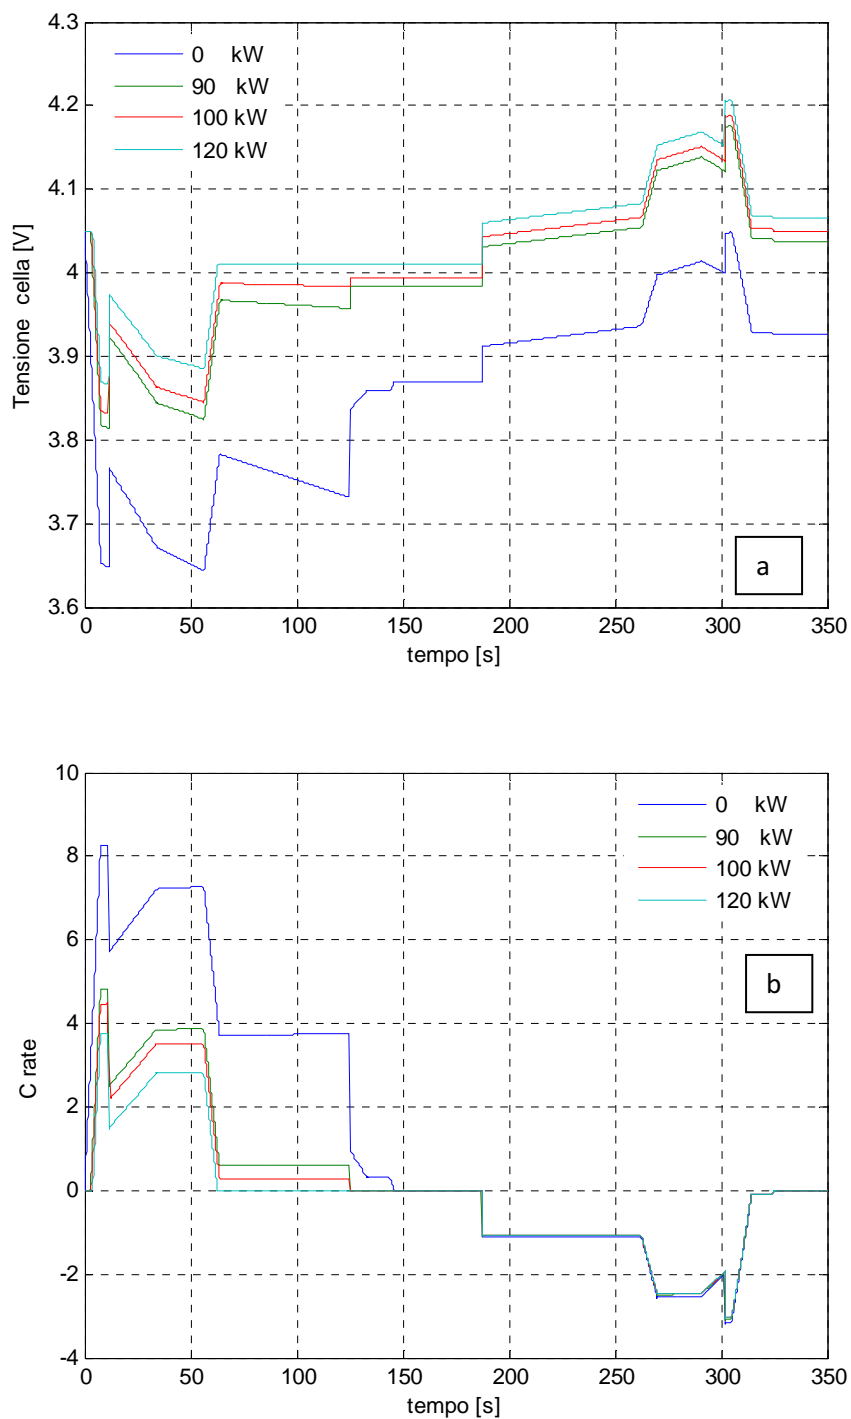 4.3
4.2
4.1
4
3.9
3.8
3.7
3.6
Tensione cella [V]
0 kW
90 kW
100 kW
120 kW
a
0 50 100 150 200 250 300 350
tempo [s]
10
8
6
4
2
0
-2
-4
C rate
0 kW
90 kW
100 kW
120 kW
b
0 50 100 150 200 250 300 350
tempo [s]